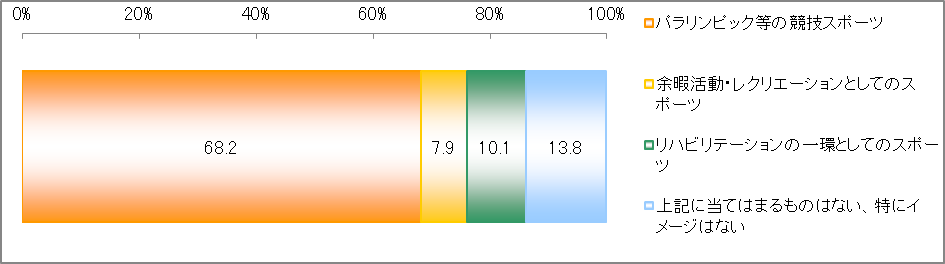 0% 20% 40% 60% 80% 100%
68.2 7.9 10.1 13.8
パラリンピック等の競技スポーツ
余暇活動・レクリエーションとしてのス
ポーツ
リハビリテーションの一環としてのスポー
ツ
上記に当てはまるものはない、特にイ
メージはない